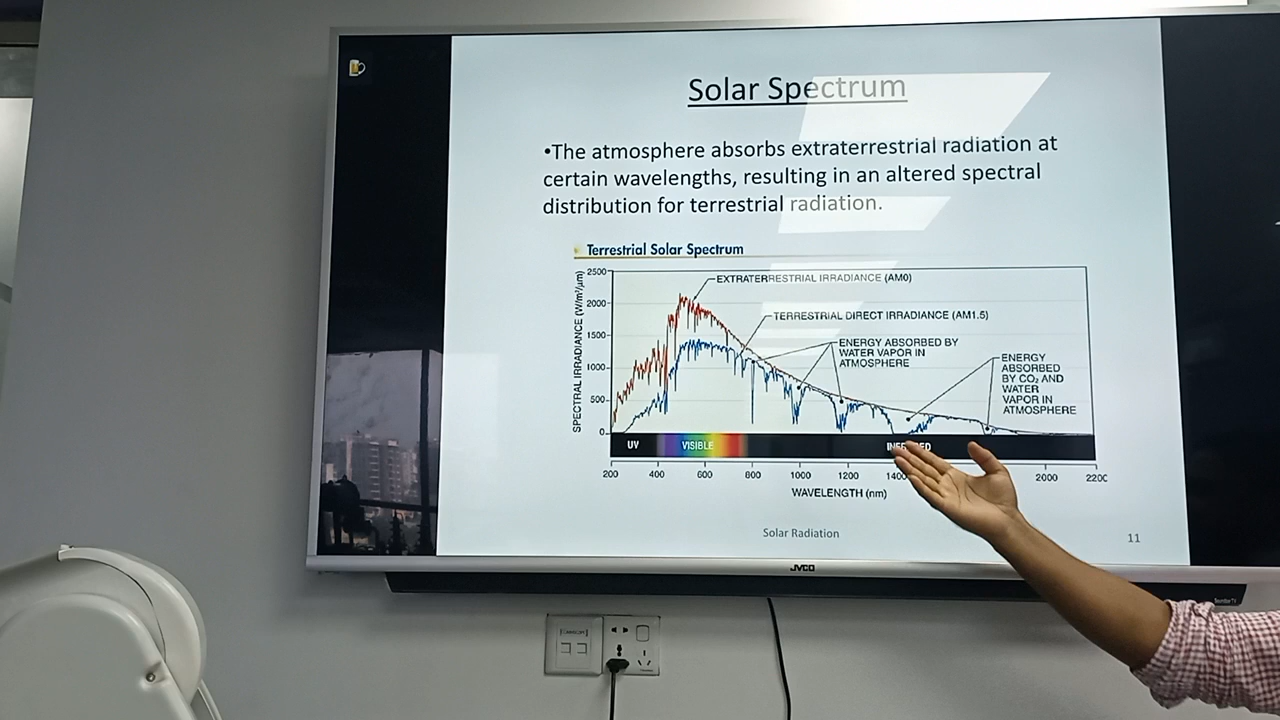 Solar Spectrum
•The atmosphere absorbs extraterrestrial radiation at
certain wavelengths, resulting in an altered spectral
distribution for terrestrial radiation.
Terrestrial Solar Spectrum
SPECTRAL IRRADIANCE (W/m²/µm)
2500
2000
1500
1000
500
0
EXTRATERRESTRIAL IRRADIANCE (AM0)
TERRESTRIAL DIRECT IRRADIANCE (AM1.5)
ENERGY ABSORBED BY
WATER VAPOR IN
ATMOSPHERE
ENERGY
ABSORBED
BY CO₂ AND
WATER
VAPOR IN
ATMOSPHERE
UV VISIBLE
200 400 600 800 1000 1200 2000 2200
WAVELENGTH (nm)
Solar Radiation
11
JVCO